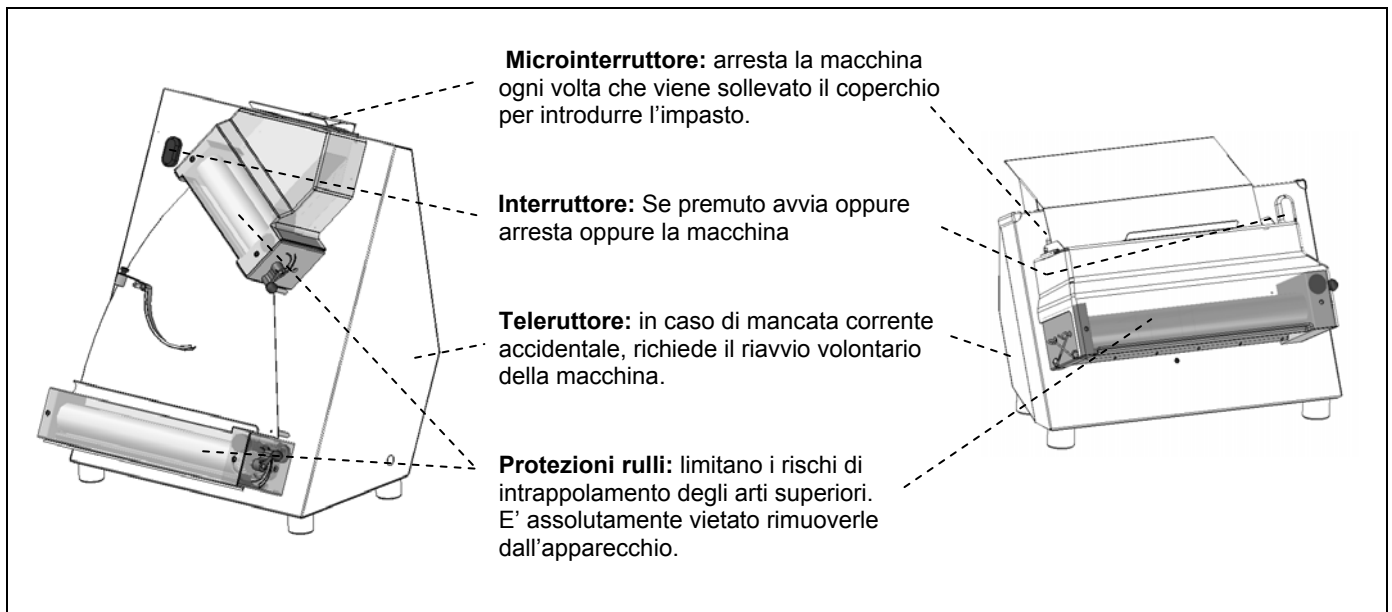 Microinterruttore: arresta la macchina
ogni volta che viene sollevato il coperchio
per introdurre l’impasto.
Interruttore: Se premuto avvia oppure
arresta oppure la macchina
Teleruttore: in caso di mancata corrente
accidentale, richiede il riavvio volontario
della macchina.
Protezioni rulli: limitano i rischi di
intrappolamento degli arti superiori.
E’ assolutamente vietato rimuoverle
dall’apparecchio.